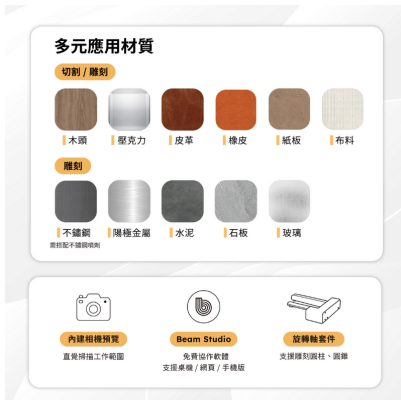 多元應用材質
切割 / 雕刻
木頭
壓克力
皮革
橡皮
紙板
布料
雕刻
不鏽鋼
陽極金屬
水泥
石板
玻璃
需搭配不鏽鋼噴劑
內建相機預覽
直覺掃描工作範圍
Beam Studio
免費協作軟體
支援桌機 / 網頁 / 手機版
旋轉軸套件
支援雕刻圓柱、圓錐